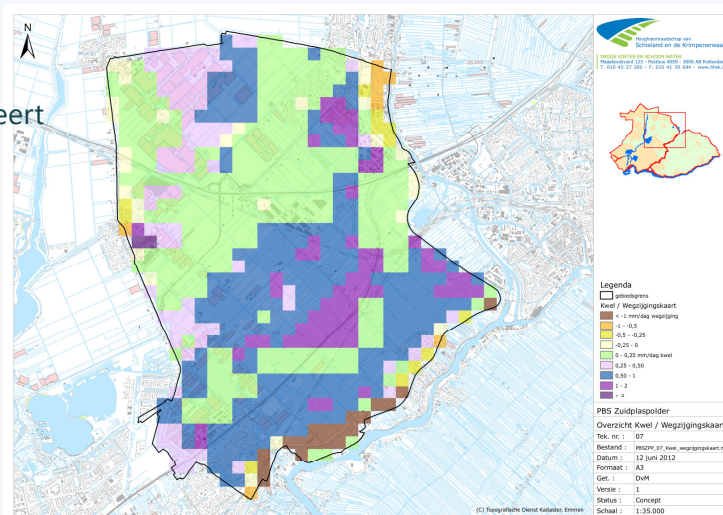 eert
N
Hoogheemraadschap van
Schieland en de Krimpenerwaard
DROGE VOETEN EN SCHOON WATER
Maasboulevard 123 - Postbus 4059 - 3006 AB Rotterdam
T. 010 45 37 200 - F. 010 41 30 694 - www.hhsk.
Legenda
gebiedsgrens
Kwel / Wegzijgingskaart
< -1 mm/dag wegzijging
-1 - -0,5
-0,5 - -0,25
-0,25 - 0
0 - 0,25 mm/dag kwel
0,25 - 0,50
0,50 - 1
1 - 2
PBS Zuidplaspolder
Overzicht Kwel / Wegzijgingskaart
Tek. nr. : 07
Bestand : PBSZPP_07_Kwel_wegzijgingskaart.m
Datum : 12 juni 2012
Formaat : A3
Get. : DvM
Versie : 1
Status : Concept
Schaal : 1:35.000
(C) Topografische Dienst Kadaster, Emmen